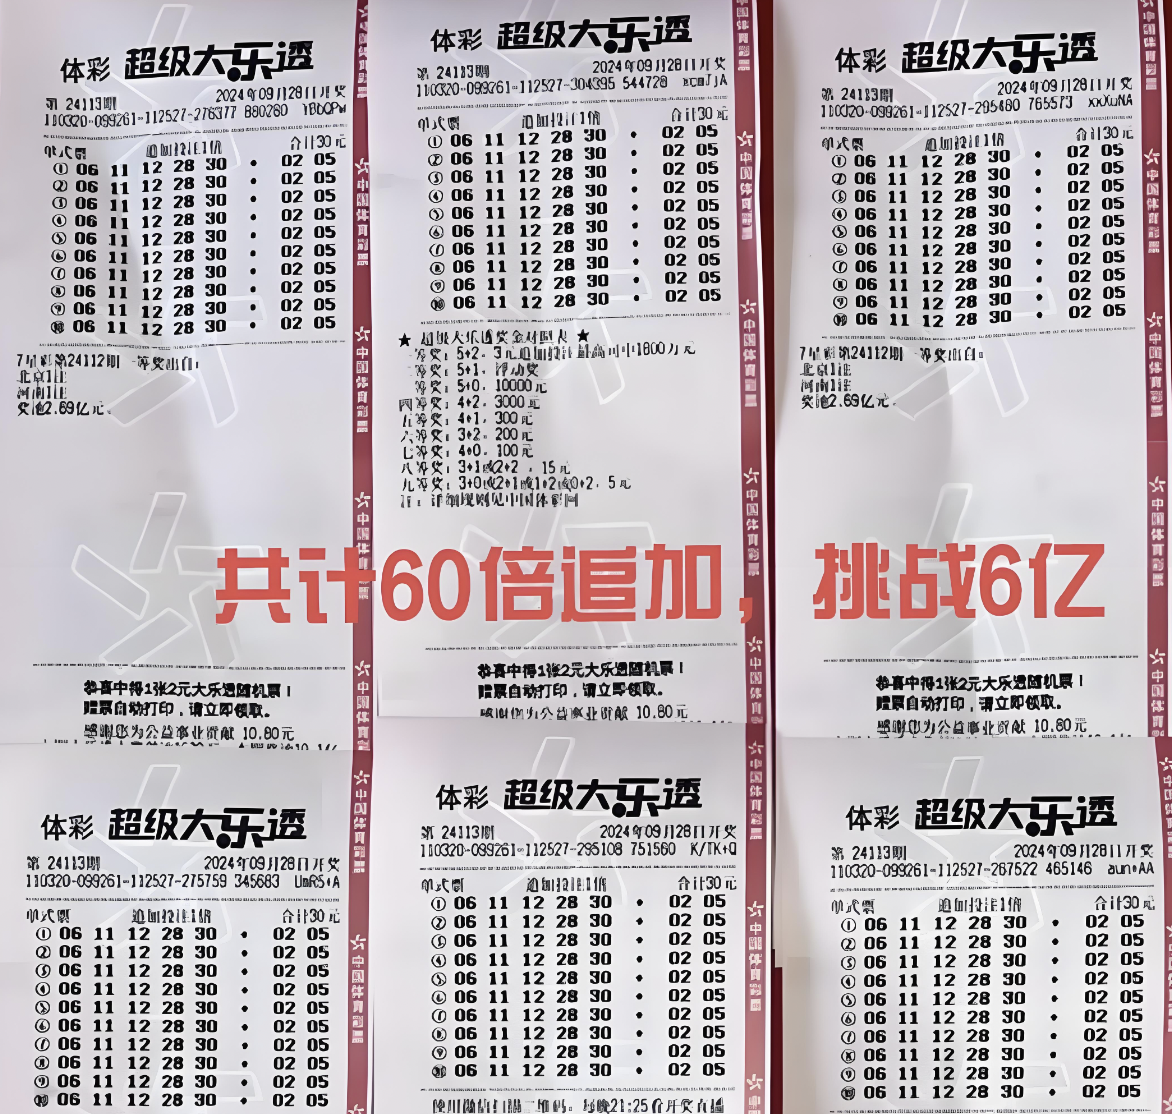 体彩 超级大乐透
第 24113期 2024年09月28日开奖
110320-099261-112527-276377 880280
单式票 追加投注1倍 合计30元
① 06 11 12 28 30 • 02 05
② 06 11 12 28 30 • 02 05
③ 06 11 12 28 30 • 02 05
④ 06 11 12 28 30 • 02 05
⑤ 06 11 12 28 30 • 02 05
⑥ 06 11 12 28 30 • 02 05
⑦ 06 11 12 28 30 • 02 05
⑧ 06 11 12 28 30 • 02 05
⑨ 06 11 12 28 30 • 02 05
⑩ 06 11 12 28 30 • 02 05
7星彩第24112期 一等奖出自:
北京1注
河南1注
奖池2.69亿元。
恭喜中得1张2元大乐透随机票!
赠票自动打印,请立即领取。
感谢您为公益事业贡献 10.80元
体彩 超级大乐透
第 24113期 2024年09月28日开奖
110320-099261-112527-304395 544728
单式票 追加投注1倍 合计30元
① 06 11 12 28 30 • 02 05
② 06 11 12 28 30 • 02 05
③ 06 11 12 28 30 • 02 05
④ 06 11 12 28 30 • 02 05
⑤ 06 11 12 28 30 • 02 05
⑥ 06 11 12 28 30 • 02 05
⑦ 06 11 12 28 30 • 02 05
⑧ 06 11 12 28 30 • 02 05
⑨ 06 11 12 28 30 • 02 05
⑩ 06 11 12 28 30 • 02 05
★ 超级大乐透奖金对照表 ★
一等奖: 5+2, 3元追加投注最高可中1800万元
二等奖: 5+1, 浮动奖
三等奖: 5+0, 10000元
四等奖: 4+2, 3000元
五等奖: 4+1, 300元
六等奖: 3+2, 200元
七等奖: 4+0, 100元
八等奖: 3+1或2+2, 15元
九等奖: 3+0或2+1或1+2或0+2, 5元
注: 详细规则见中国体彩网
恭喜中得1张2元大乐透随机票!
赠票自动打印,请立即领取。
感谢您为公益事业贡献 10.80元
体彩 超级大乐透
第 24113期 2024年09月28日开奖
110320-099261-112527-295480 765573 xxXuNA
单式票 追加投注1倍 合计30元
① 06 11 12 28 30 • 02 05
② 06 11 12 28 30 • 02 05
③ 06 11 12 28 30 • 02 05
④ 06 11 12 28 30 • 02 05
⑤ 06 11 12 28 30 • 02 05
⑥ 06 11 12 28 30 • 02 05
⑦ 06 11 12 28 30 • 02 05
⑧ 06 11 12 28 30 • 02 05
⑨ 06 11 12 28 30 • 02 05
⑩ 06 11 12 28 30 • 02 05
7星彩第24112期 一等奖出自:
北京1注
河南1注
奖池2.69亿元。
恭喜中得1张2元大乐透随机票!
赠票自动打印,请立即领取。
感谢您为公益事业贡献 10.80元
共计60倍追加,挑战6亿
体彩 超级大乐透
第 24113期 2024年09月28日开奖
110320-099261-112527-275759 345683 UmRS+A
单式票 追加投注1倍 合计30元
① 06 11 12 28 30 • 02 05
② 06 11 12 28 30 • 02 05
③ 06 11 12 28 30 • 02 05
④ 06 11 12 28 30 • 02 05
⑤ 06 11 12 28 30 • 02 05
⑥ 06 11 12 28 30 • 02 05
⑦ 06 11 12 28 30 • 02 05
⑧ 06 11 12 28 30 • 02 05
⑨ 06 11 12 28 30 • 02 05
⑩ 06 11 12 28 30 • 02 05
体彩 超级大乐透
第 24113期 2024年09月28日开奖
110320-099261-112527-295108 751560 K/TK+Q
单式票 追加投注1倍 合计30元
① 06 11 12 28 30 • 02 05
② 06 11 12 28 30 • 02 05
③ 06 11 12 28 30 • 02 05
④ 06 11 12 28 30 • 02 05
⑤ 06 11 12 28 30 • 02 05
⑥ 06 11 12 28 30 • 02 05
⑦ 06 11 12 28 30 • 02 05
⑧ 06 11 12 28 30 • 02 05
⑨ 06 11 12 28 30 • 02 05
⑩ 06 11 12 28 30 • 02 05
使用微信扫描二维码,每晚21:25看开奖直播
体彩 超级大乐透
第 24113期 2024年09月28日开奖
110320-099261-112527-267522 465146 aun+AA
单式票 追加投注1倍 合计30元
① 06 11 12 28 30 • 02 05
② 06 11 12 28 30 • 02 05
③ 06 11 12 28 30 • 02 05
④ 06 11 12 28 30 • 02 05
⑤ 06 11 12 28 30 • 02 05
⑥ 06 11 12 28 30 • 02 05
⑦ 06 11 12 28 30 • 02 05
⑧ 06 11 12 28 30 • 02 05
⑨ 06 11 12 28 30 • 02 05
⑩ 06 11 12 28 30 • 02 05
中国体育彩票